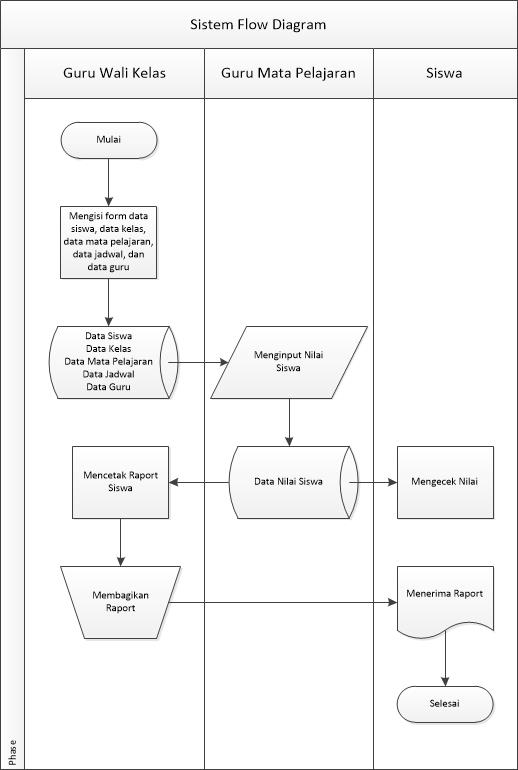 Sistem Flow Diagram
Guru Wali Kelas
Guru Mata Pelajaran
Siswa
Mulai
Mengisi form data
siswa, data kelas,
data mata pelajaran,
data jadwal, dan
data guru
Data Siswa
Data Kelas
Data Mata Pelajaran
Data Jadwal
Data Guru
Menginput Nilai
Siswa
Mencetak Raport
Siswa
Data Nilai Siswa
Mengecek Nilai
Membagikan
Raport
Menerima Raport
Selesai
Phase